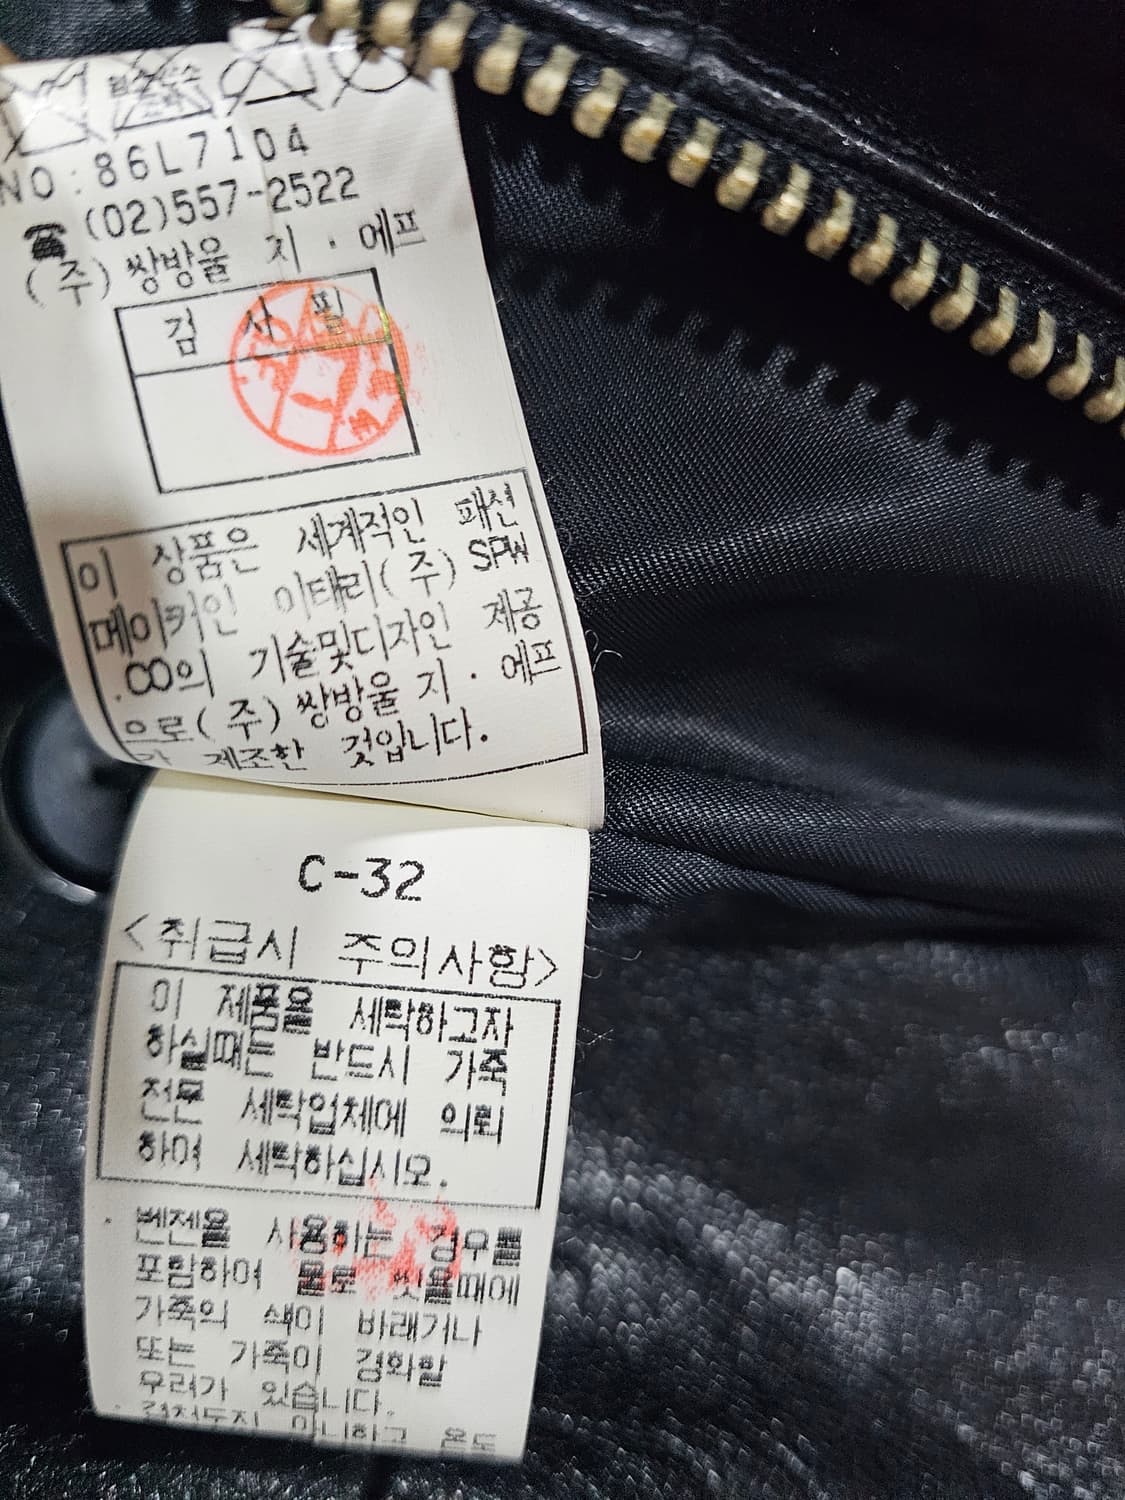 NO:86L7104
☎(02)557-2522
(주)쌍방울 지·에프
검 사 필
이 상품은 세계적인 패션
메이커인 이태리(주)SPW
.CO의 기술및디자인 제공
으로(주)쌍방울 지·에프
가 제조한 것입니다.
C-32
<취급시 주의사항>
이 제품을 세탁하고자
하실때는 반드시 가죽
전문 세탁업체에 의뢰
하여 세탁하십시오.
·벤젠을 사용하는 경우를
포함하여 물로 씻을때에
가죽의 색이 바래거나
또는 가죽이 경화할
우려가 있습니다.
아니하고 온도